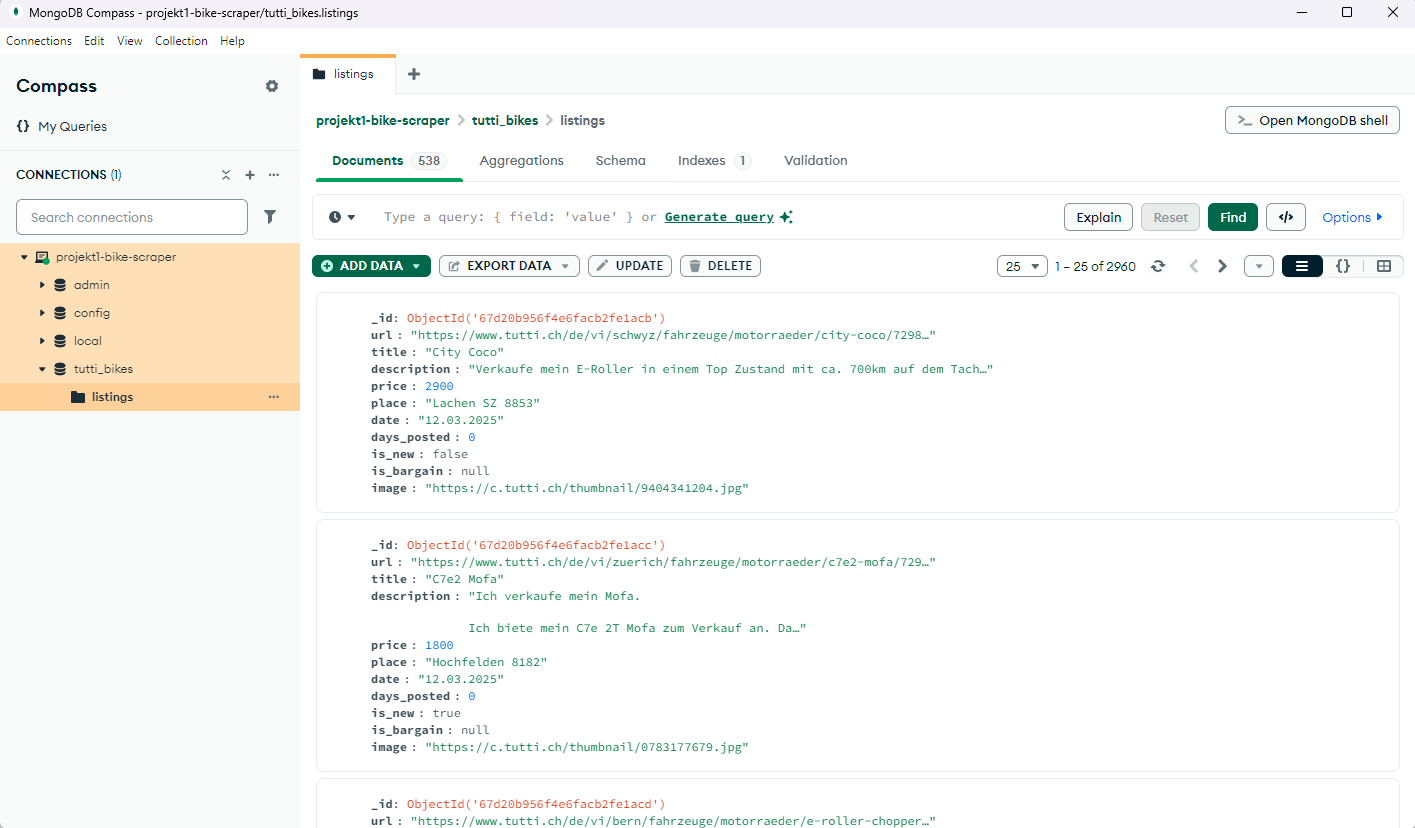 MongoDB Compass - projekt1-bike-scraper/tutti_bikes.listings
Connections Edit View Collection Help
Compass
{} My Queries
CONNECTIONS (1)
Search connections
projekt1-bike-scraper
admin
config
local
tutti_bikes
listings
listings
projekt1-bike-scraper > tutti_bikes > listings
>_ Open MongoDB shell
Documents 538 Aggregations Schema Indexes 1 Validation
Type a query: { field: 'value' } or Generate query
Explain Reset Find </> Options
ADD DATA EXPORT DATA UPDATE DELETE
25 1 – 25 of 2960 {}
_id: ObjectId('67d20b956f4e6facb2fe1acb')
url : "https://www.tutti.ch/de/vi/schwyz/fahrzeuge/motorraeder/city-coco/7298…"
title : "City Coco"
description : "Verkaufe mein E-Roller in einem Top Zustand mit ca. 700km auf dem Tach…"
price : 2900
place : "Lachen SZ 8853"
date : "12.03.2025"
days_posted : 0
is_new : false
is_bargain : null
image : "https://c.tutti.ch/thumbnail/9404341204.jpg"
_id: ObjectId('67d20b956f4e6facb2fe1acc')
url : "https://www.tutti.ch/de/vi/zuerich/fahrzeuge/motorraeder/c7e2-mofa/729…"
title : "C7e2 Mofa"
description : "Ich verkaufe mein Mofa.
Ich biete mein C7e 2T Mofa zum Verkauf an. Da…"
price : 1800
place : "Hochfelden 8182"
date : "12.03.2025"
days_posted : 0
is_new : true
is_bargain : null
image : "https://c.tutti.ch/thumbnail/0783177679.jpg"
_id: ObjectId('67d20b956f4e6facb2fe1acd')
url : "https://www.tutti.ch/de/vi/bern/fahrzeuge/motorraeder/e-roller-chopper…"